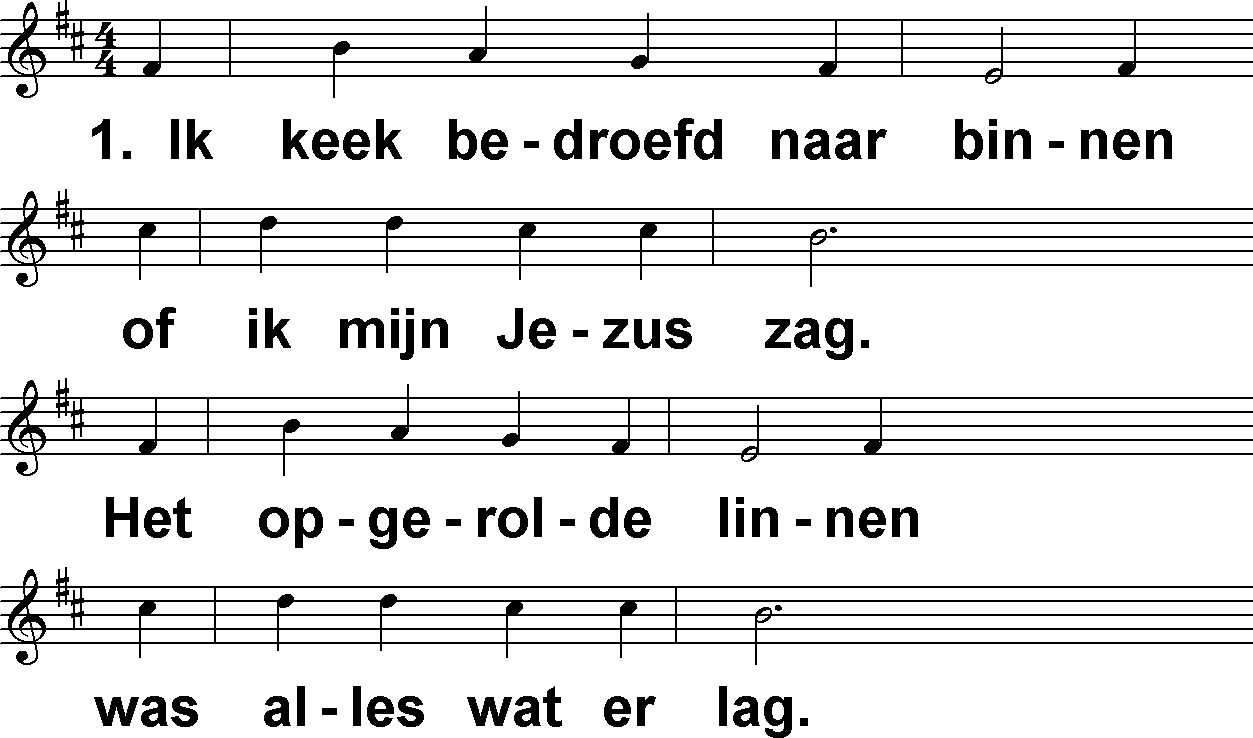 1. Ik keek be - droefd naar bin - nen
of ik mijn Je - zus zag.
Het op - ge - rol - de lin - nen
was al - les wat er lag.